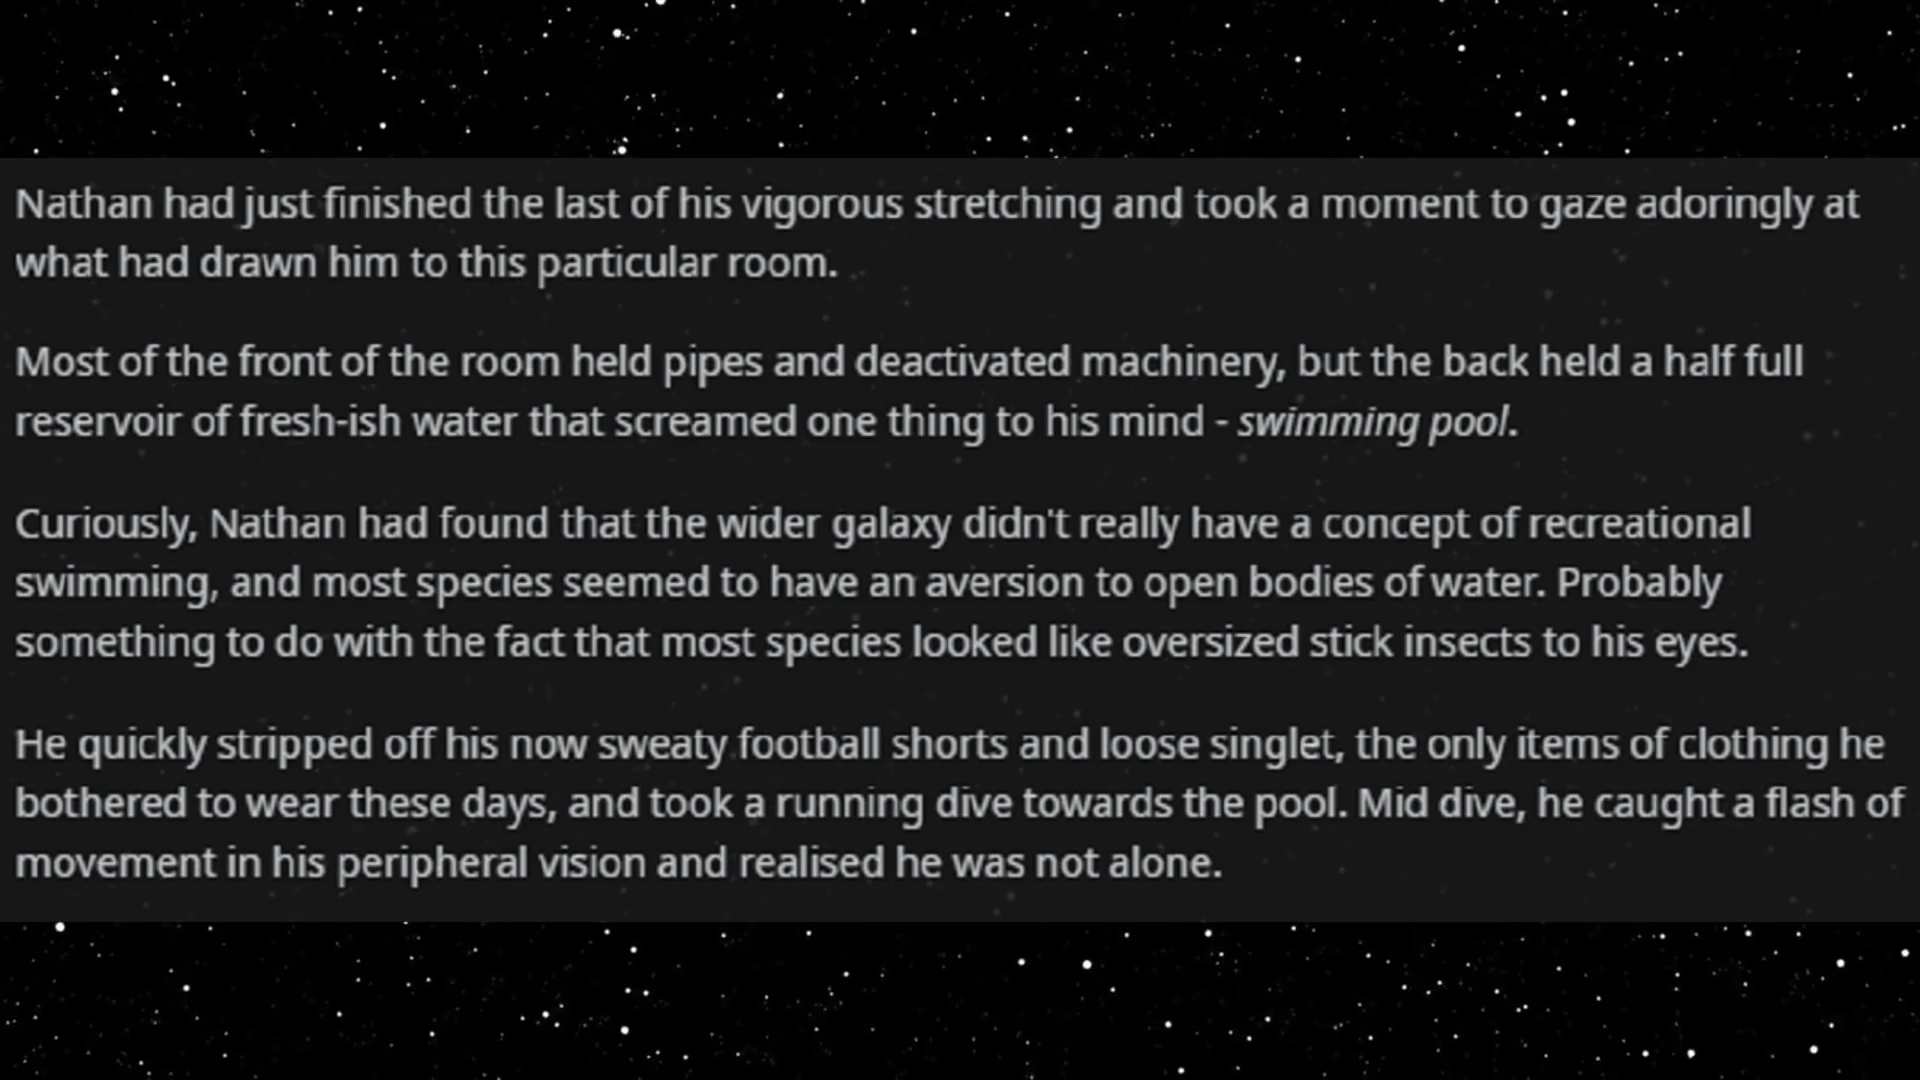 Nathan had just finished the last of his vigorous stretching and took a moment to gaze adoringly at
what had drawn him to this particular room.
Most of the front of the room held pipes and deactivated machinery, but the back held a half full
reservoir of fresh-ish water that screamed one thing to his mind - swimming pool.
Curiously, Nathan had found that the wider galaxy didn't really have a concept of recreational
swimming, and most species seemed to have an aversion to open bodies of water. Probably
something to do with the fact that most species looked like oversized stick insects to his eyes.
He quickly stripped off his now sweaty football shorts and loose singlet, the only items of clothing he
bothered to wear these days, and took a running dive towards the pool. Mid dive, he caught a flash of
movement in his peripheral vision and realised he was not alone.